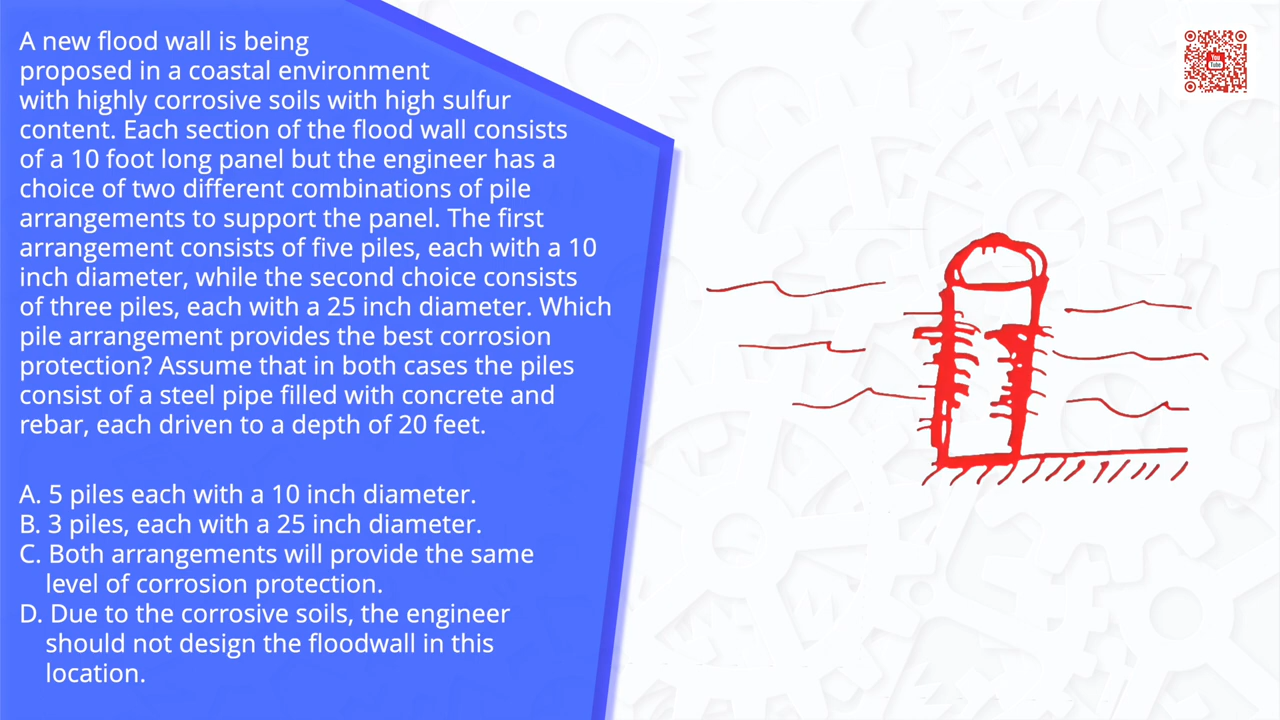 A new flood wall is being
proposed in a coastal environment
with highly corrosive soils with high sulfur
content. Each section of the flood wall consists
of a 10 foot long panel but the engineer has a
choice of two different combinations of pile
arrangements to support the panel. The first
arrangement consists of five piles, each with a 10
inch diameter, while the second choice consists
of three piles, each with a 25 inch diameter. Which
pile arrangement provides the best corrosion
protection? Assume that in both cases the piles
consist of a steel pipe filled with concrete and
rebar, each driven to a depth of 20 feet.
A. 5 piles each with a 10 inch diameter.
B. 3 piles, each with a 25 inch diameter.
C. Both arrangements will provide the same
level of corrosion protection.
D. Due to the corrosive soils, the engineer
should not design the floodwall in this
location.
You
Tube